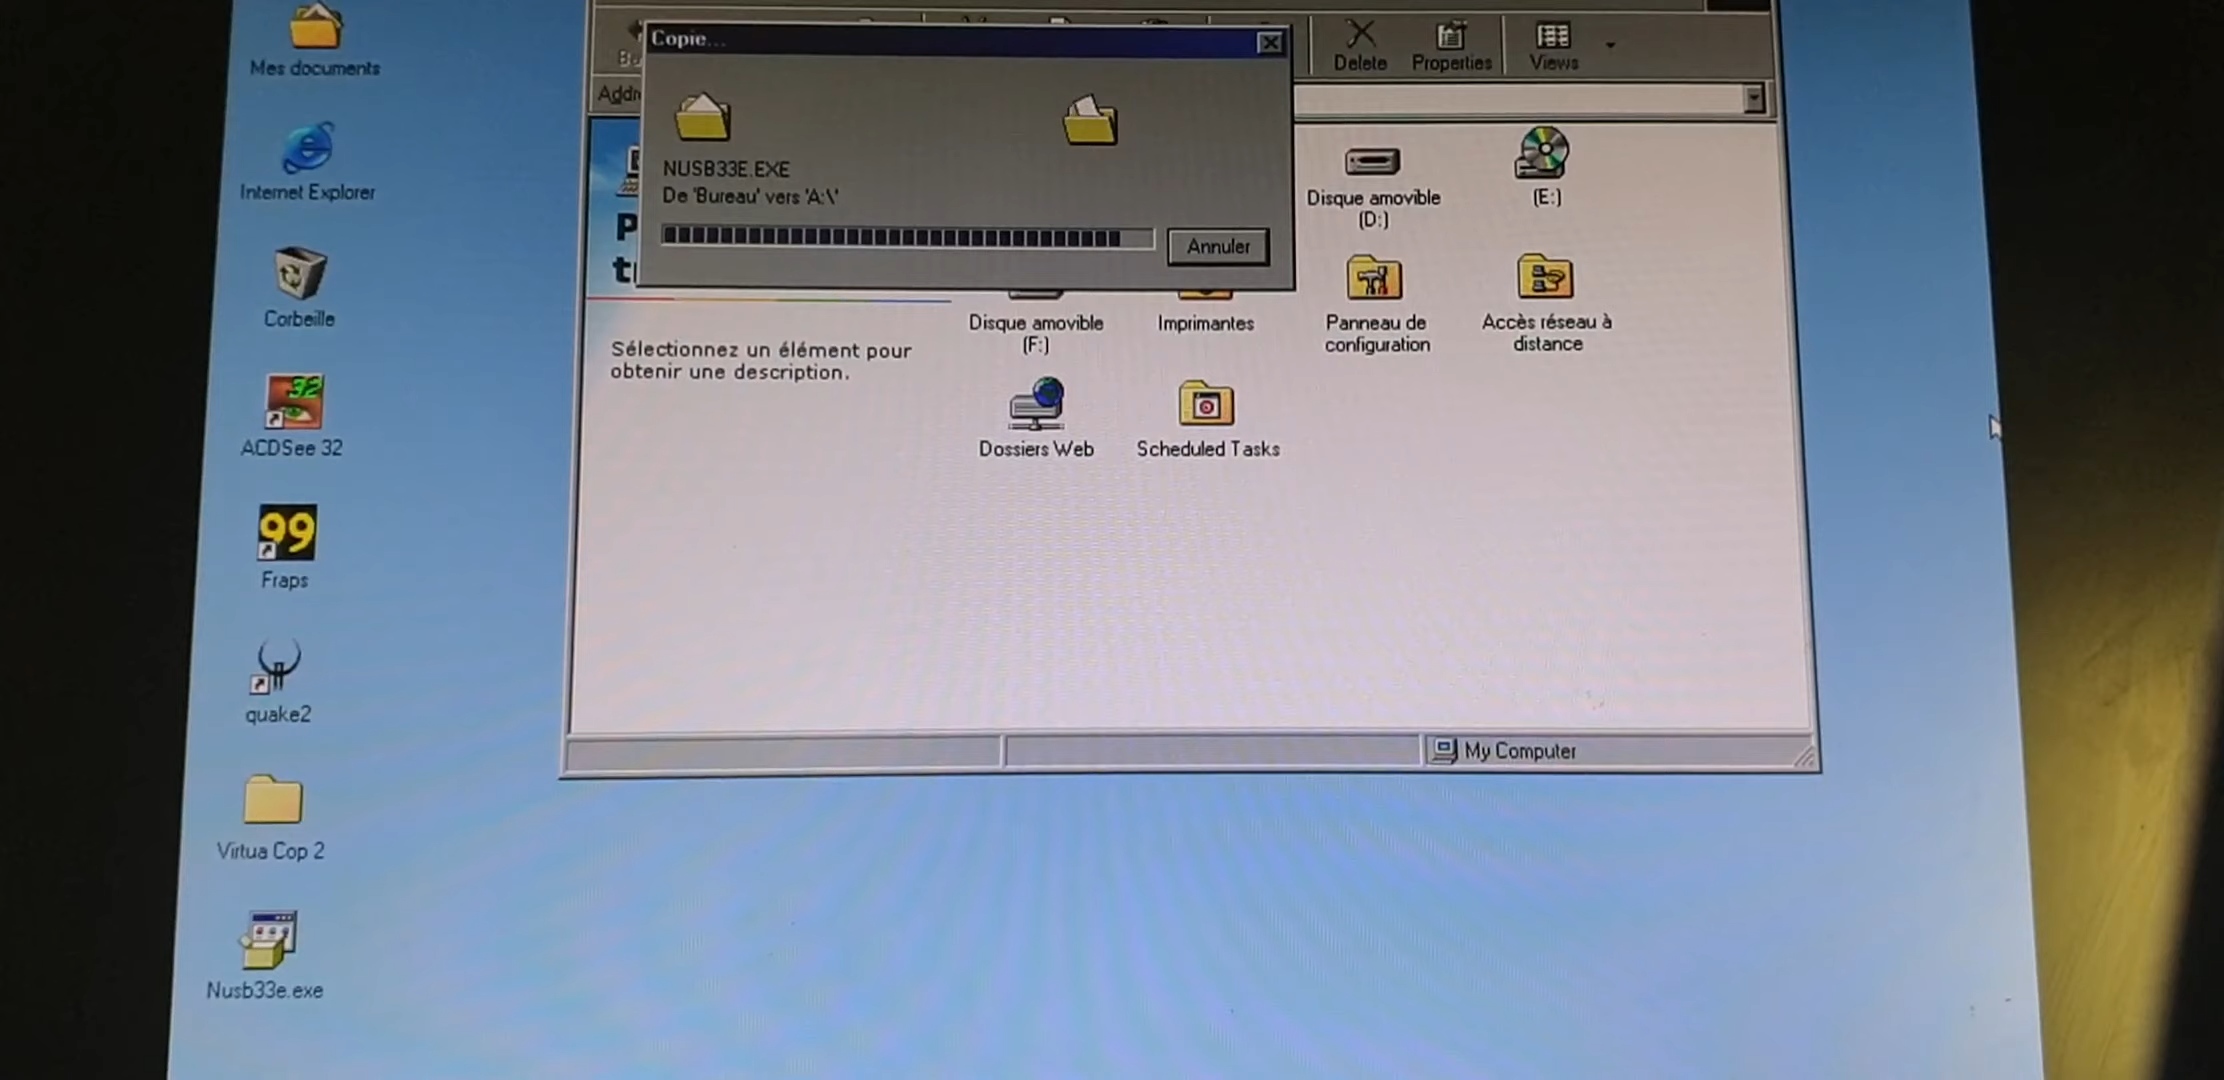 Mes documents
Internet Explorer
Corbeille
32
ACDSee 32
99
Fraps
quake2
Virtua Cop 2
Nusb33e.exe
Copie...
NUSB33E.EXE
De 'Bureau' vers 'A:\'
Annuler
Delete
Properties
Views
Sélectionnez un élément pour
obtenir une description.
Disque amovible
(D:)
(E:)
Disque amovible
(F:)
Imprimantes
Panneau de
configuration
Accès réseau à
distance
Dossiers Web
Scheduled Tasks
My Computer